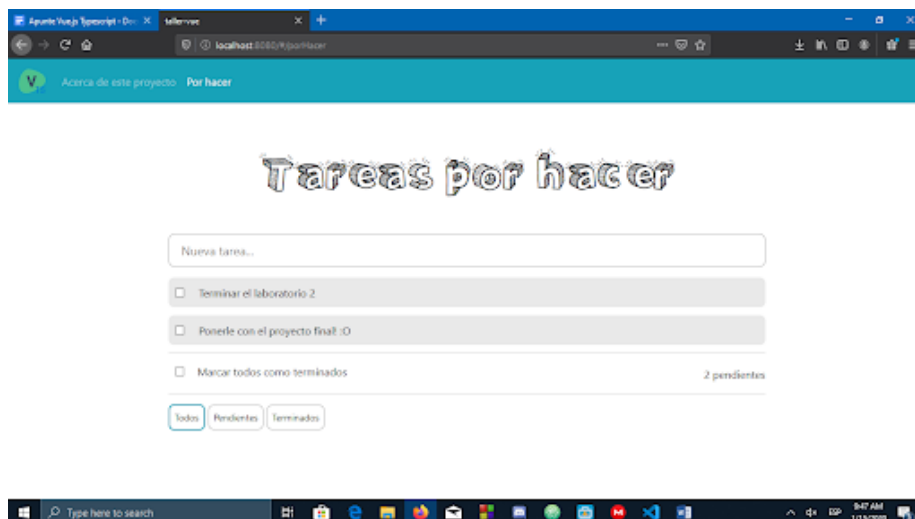 Apunte Vue.js Typescript - Doc
taller-vue
localhost:8080/#/porHacer
V
Acerca de este proyecto Por hacer
Tareas por hacer
Nueva tarea...
Terminar el laboratorio 2
Ponerle con el proyecto final! :O
Marcar todos como terminados
2 pendientes
Todos Pendientes Terminados
Type here to search
ESP
9:47 AM